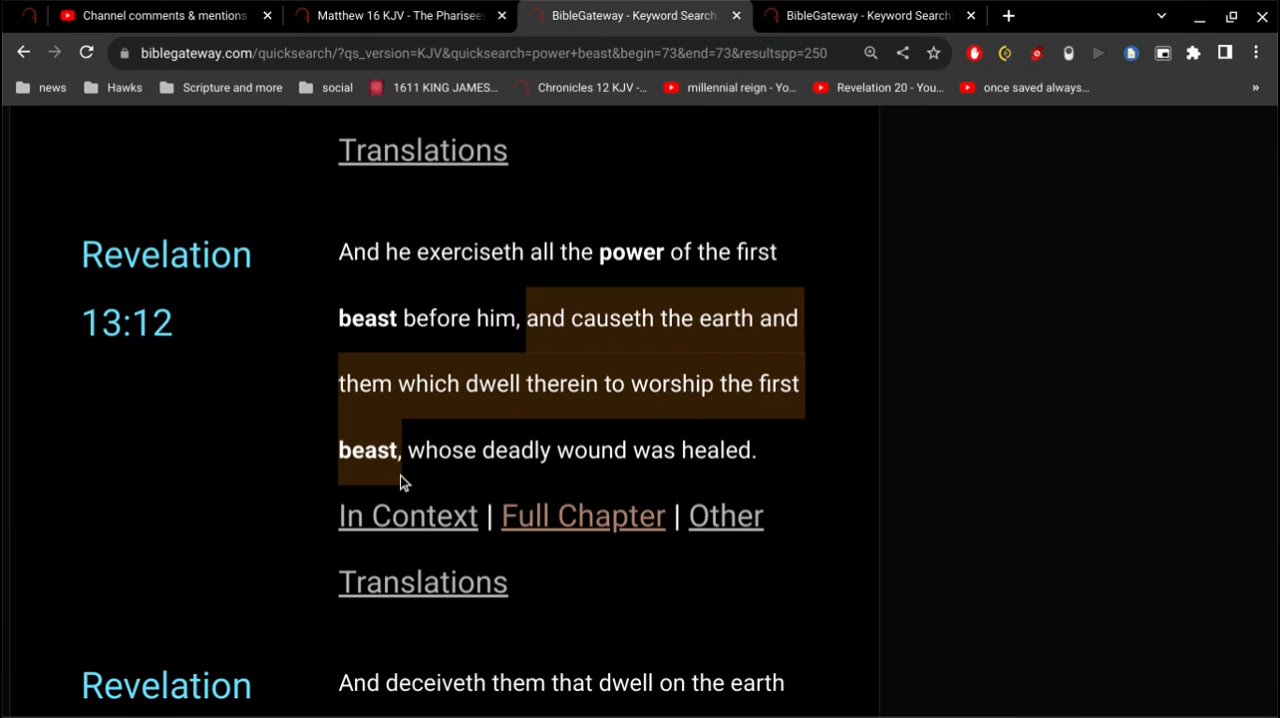 Channel comments & mentions
Matthew 16 KJV - The Pharisees
BibleGateway - Keyword Search:
BibleGateway - Keyword Search:
biblegateway.com/quicksearch/?qs_version=KJV&quicksearch=power+beast&begin=73&end=73&resultspp=250
news
Hawks
Scripture and more
social
1611 KING JAMES...
Chronicles 12 KJV -...
millennial reign - Yo...
Revelation 20 - You...
once saved always...
»
Translations
Revelation
13:12
And he exerciseth all the power of the first
beast before him, and causeth the earth and
them which dwell therein to worship the first
beast, whose deadly wound was healed.
In Context | Full Chapter | Other
Translations
Revelation
And deceiveth them that dwell on the earth